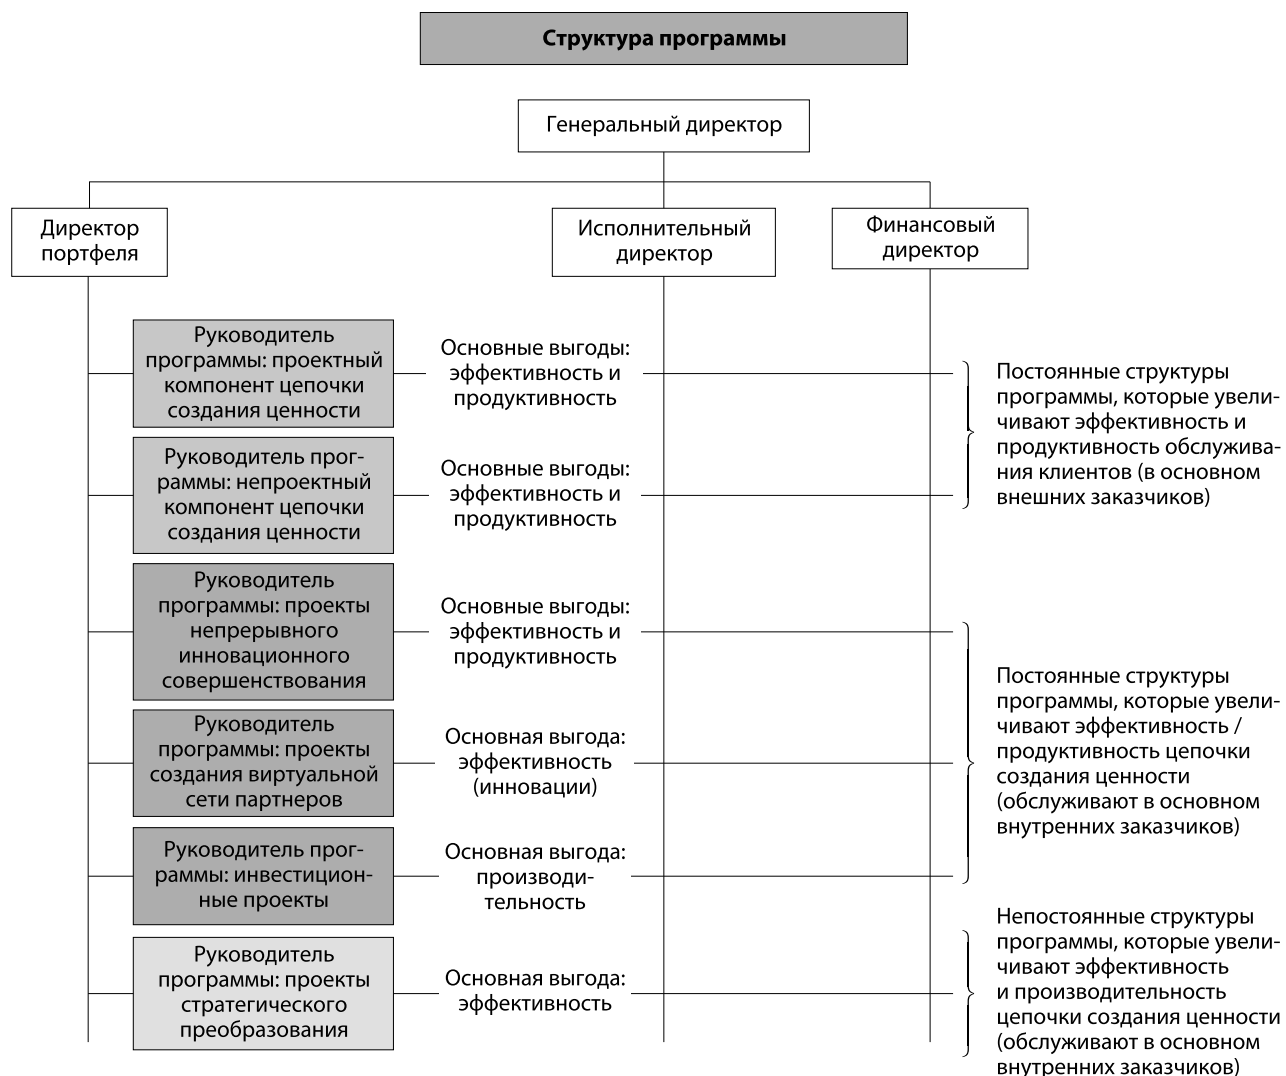 Структура программы
Генеральный директор
Директор
портфеля
Исполнительный
директор
Финансовый
директор
Руководитель
программы: проектный
компонент цепочки
создания ценности
Основные выгоды:
эффективность и
продуктивность
Постоянные структуры
программы, которые увели-
чивают эффективность и
продуктивность обслужива-
ния клиентов (в основном
внешних заказчиков)
Руководитель прог-
раммы: непроектный
компонент цепочки
создания ценности
Основные выгоды:
эффективность и
продуктивность
Руководитель
программы: проекты
непрерывного
инновационного
совершенствования
Основные выгоды:
эффективность и
продуктивность
Постоянные структуры
программы, которые увели-
чивают эффективность /
продуктивность цепочки
создания ценности
(обслуживают в основном
внутренних заказчиков)
Руководитель
программы: проекты
создания виртуальной
сети партнеров
Основная выгода:
эффективность
(инновации)
Руководитель прог-
раммы: инвестицион-
ные проекты
Основная выгода:
производи-
тельность
Руководитель
программы: проекты
стратегического
преобразования
Основная выгода:
эффективность
Непостоянные структуры
программы, которые увели-
чивают эффективность
и производительность
цепочки создания ценности
(обслуживают в основном
внутренних заказчиков)